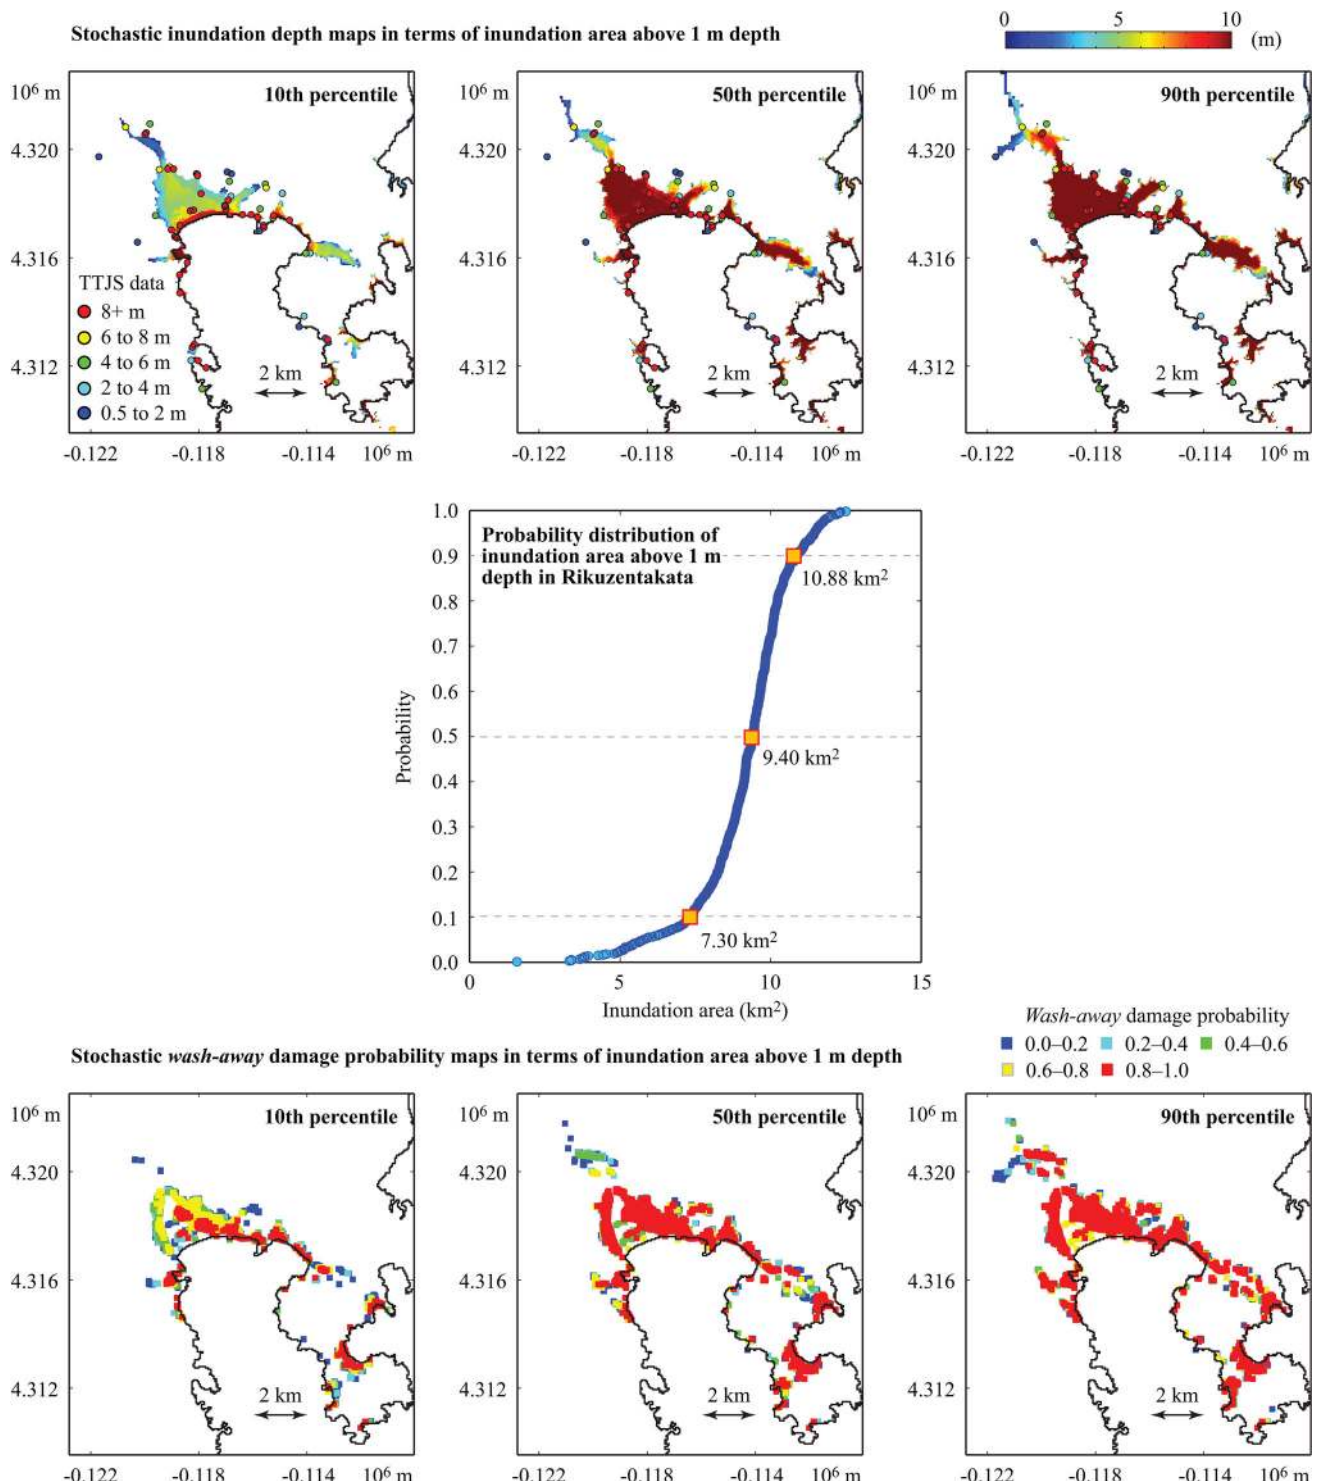 Stochastic inundation depth maps in terms of inundation area above 1 m depth
0 5 10
(m)
10⁶ m
10th percentile
4.320
4.316
4.312
TTJS data
8+ m
6 to 8 m
4 to 6 m
2 to 4 m
0.5 to 2 m
2 km
-0.122 -0.118 -0.114 10⁶ m
10⁶ m
50th percentile
4.320
4.316
4.312
2 km
-0.122 -0.118 -0.114 10⁶ m
10⁶ m
90th percentile
4.320
4.316
4.312
2 km
-0.122 -0.118 -0.114 10⁶ m
Probability distribution of
inundation area above 1 m
depth in Rikuzentakata
1.0
0.9
0.8
0.7
0.6
0.5
0.4
0.3
0.2
0.1
0.0
Probability
10.88 km²
9.40 km²
7.30 km²
0 5 10 15
Inundation area (km²)
Wash-away damage probability
0.0–0.2 0.2–0.4 0.4–0.6
0.6–0.8 0.8–1.0
Stochastic wash-away damage probability maps in terms of inundation area above 1 m depth
10⁶ m
10th percentile
4.320
4.316
4.312
2 km
-0.122 -0.118 -0.114 10⁶ m
10⁶ m
50th percentile
4.320
4.316
4.312
2 km
-0.122 -0.118 -0.114 10⁶ m
10⁶ m
90th percentile
4.320
4.316
4.312
2 km
-0.122 -0.118 -0.114 10⁶ m